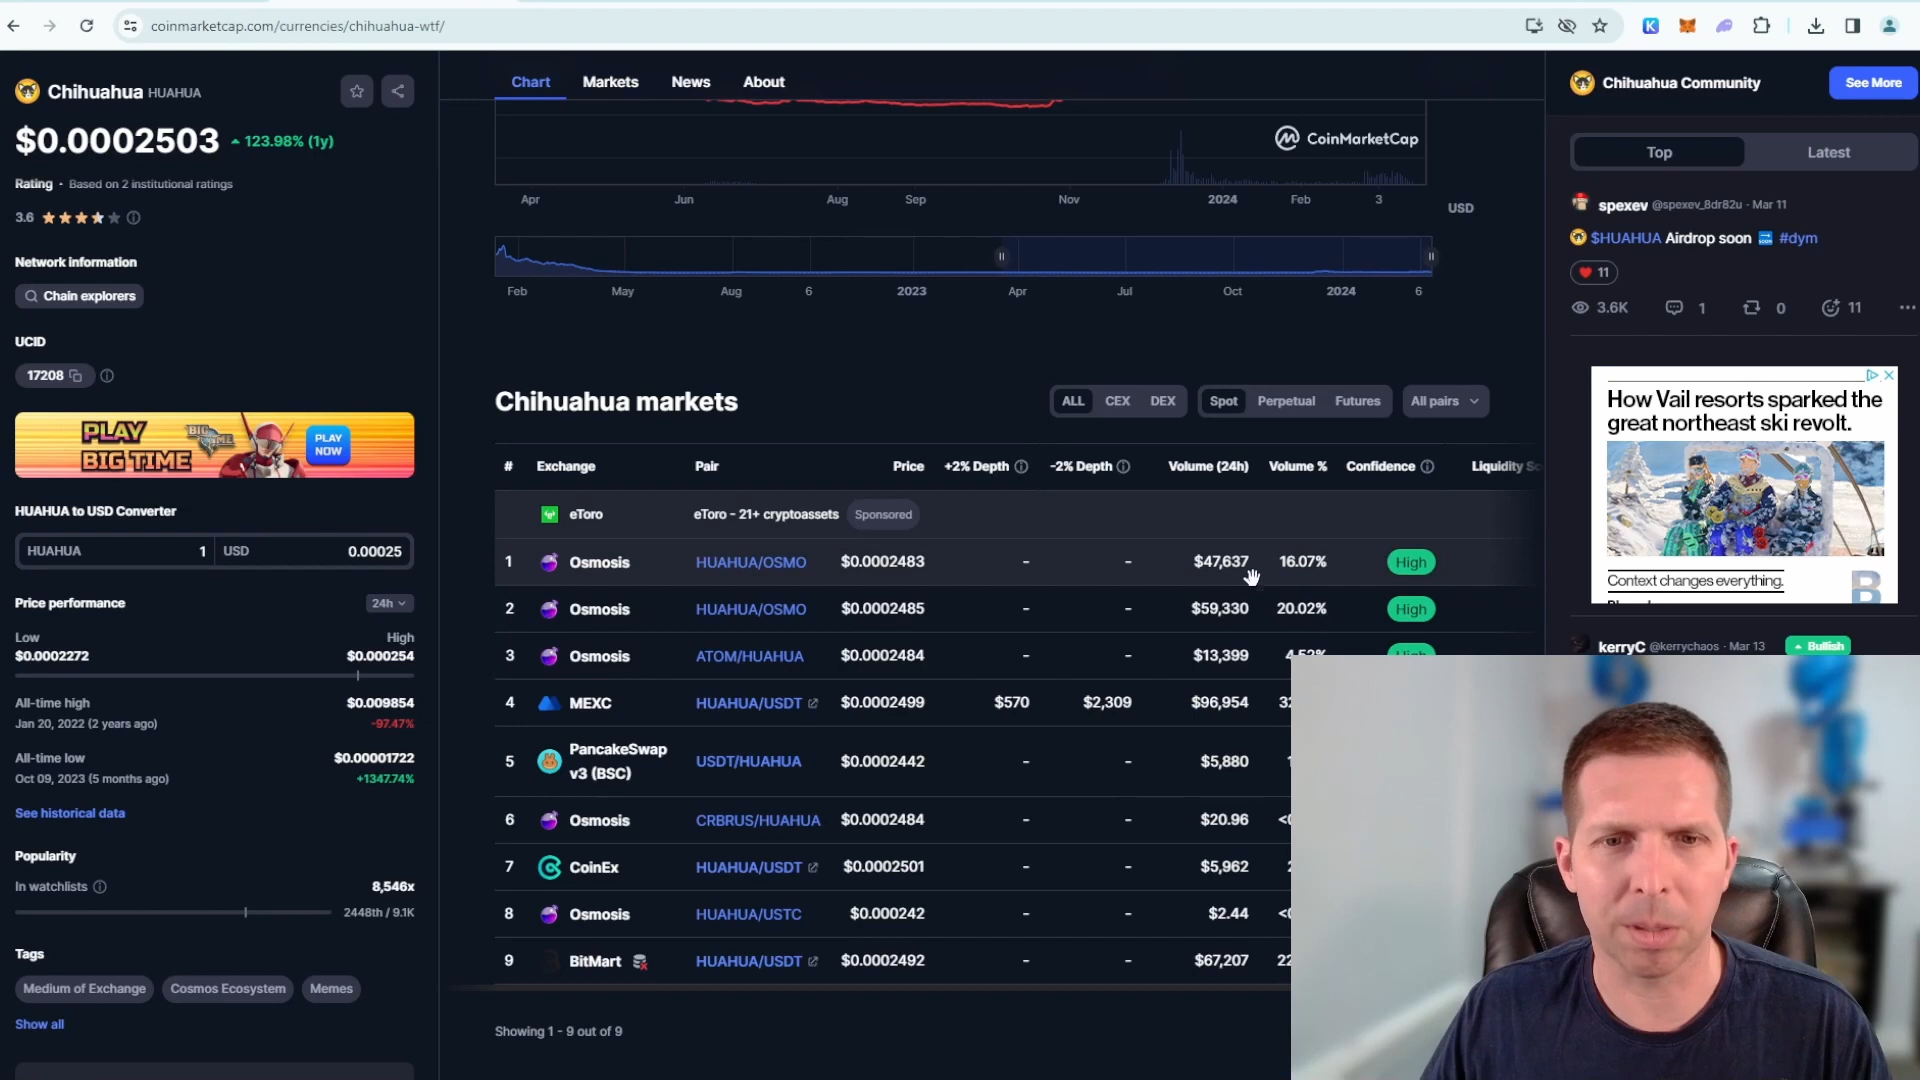 coinmarketcap.com/currencies/chihuahua-wtf/
Chihuahua HUAHUA
$0.0002503 123.98% (1y)
Rating · Based on 2 institutional ratings
3.6
Network information
Chain explorers
UCID
17208
PLAY BIG TIME
BIG TIME
PLAY NOW
HUAHUA to USD Converter
HUAHUA 1 USD 0.00025
Price performance 24h
Low High
$0.0002272 $0.000254
All-time high $0.009854
Jan 20, 2022 (2 years ago) -97.47%
All-time low $0.00001722
Oct 09, 2023 (5 months ago) +1347.74%
See historical data
Popularity
In watchlists 8,546x
2448th / 9.1K
Tags
Medium of Exchange Cosmos Ecosystem Memes
Show all
Chart Markets News About
CoinMarketCap
Apr Jun Aug Sep Nov 2024 Feb 3
USD
Feb May Aug 6 2023 Apr Jul Oct 2024 6
Chihuahua markets
ALL CEX DEX Spot Perpetual Futures All pairs
# Exchange Pair Price +2% Depth -2% Depth Volume (24h) Volume % Confidence Liquidity
eToro eToro - 21+ cryptoassets Sponsored
1 Osmosis HUAHUA/OSMO $0.0002483 - - $47,637 16.07% High
2 Osmosis HUAHUA/OSMO $0.0002485 - - $59,330 20.02% High
3 Osmosis ATOM/HUAHUA $0.0002484 - - $13,399 4.52% High
4 MEXC HUAHUA/USDT $0.0002499 $570 $2,309 $96,954
5 PancakeSwap v3 (BSC) USDT/HUAHUA $0.0002442 - - $5,880
6 Osmosis CRBRUS/HUAHUA $0.0002484 - - $20.96
7 CoinEx HUAHUA/USDT $0.0002501 - - $5,962
8 Osmosis HUAHUA/USTC $0.000242 - - $2.44
9 BitMart HUAHUA/USDT $0.0002492 - - $67,207
Showing 1 - 9 out of 9
Chihuahua Community See More
Top Latest
spexev @spexev_8dr82u · Mar 11
$HUAHUA Airdrop soon #dym
11
3.6K 1 0 11
How Vail resorts sparked the
great northeast ski revolt.
Context changes everything.
B
kerryC @kerrychaos · Mar 13 Bullish